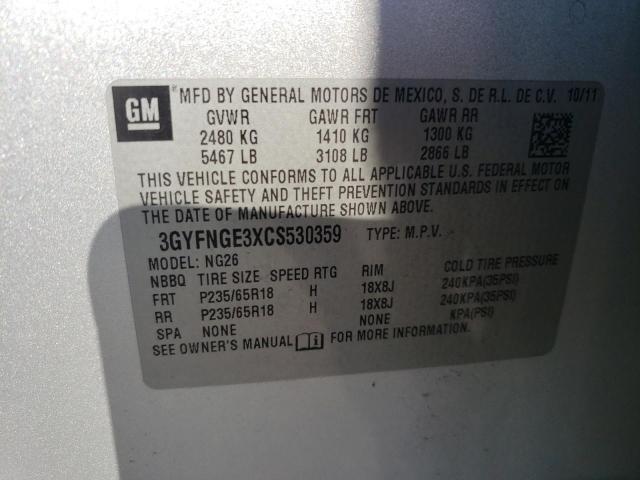 GM MFD BY GENERAL MOTORS DE MEXICO, S. DE R.L. DE C.V. 10/11
GVWR GAWR FRT GAWR RR
2480 KG 1410 KG 1300 KG
5467 LB 3108 LB 2866 LB
THIS VEHICLE CONFORMS TO ALL APPLICABLE U.S. FEDERAL MOTOR
VEHICLE SAFETY AND THEFT PREVENTION STANDARDS IN EFFECT ON
THE DATE OF MANUFACTURE SHOWN ABOVE.
3GYFNGE3XCS530359 TYPE: M.P.V.
MODEL: NG26
NBBQ TIRE SIZE SPEED RTG RIM COLD TIRE PRESSURE
FRT P235/65R18 H 18X8J 240KPA(35PSI)
RR P235/65R18 H 18X8J 240KPA(35PSI)
SPA NONE NONE KPA(PSI)
SEE OWNER'S MANUAL i FOR MORE INFORMATION.